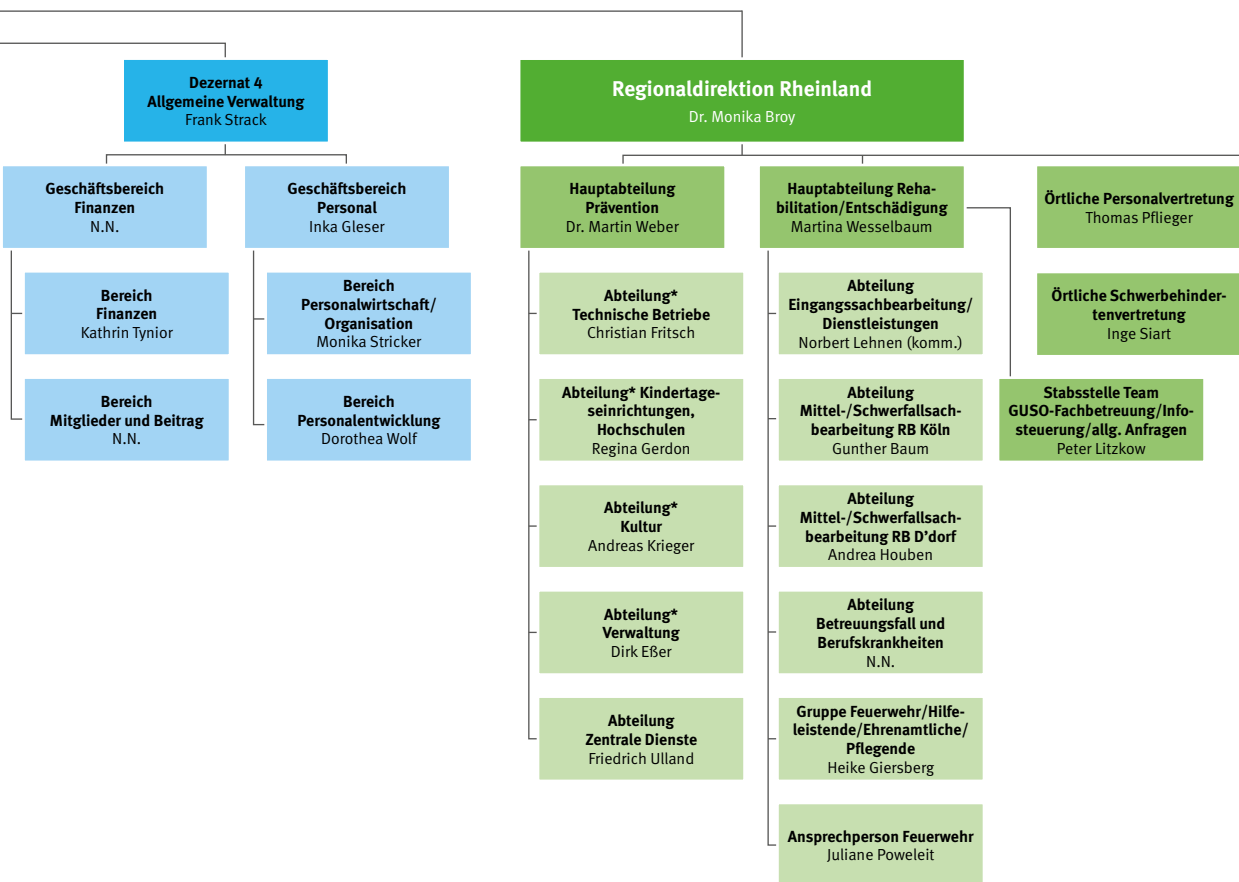 Dezernat 4
Allgemeine Verwaltung
Frank Strack
Geschäftsbereich
Finanzen
N.N.
Bereich
Finanzen
Kathrin Tynior
Bereich
Mitglieder und Beitrag
N.N.
Geschäftsbereich
Personal
Inka Gleser
Bereich
Personalwirtschaft/
Organisation
Monika Stricker
Bereich
Personalentwicklung
Dorothea Wolf
Regionaldirektion Rheinland
Dr. Monika Broy
Hauptabteilung
Prävention
Dr. Martin Weber
Abteilung*
Technische Betriebe
Christian Fritsch
Abteilung* Kindertage-
seinrichtungen,
Hochschulen
Regina Gerdon
Abteilung*
Kultur
Andreas Krieger
Abteilung*
Verwaltung
Dirk Eßer
Abteilung
Zentrale Dienste
Friedrich Ulland
Hauptabteilung Reha-
bilitation/Entschädigung
Martina Wesselbaum
Abteilung
Eingangssachbearbeitung/
Dienstleistungen
Norbert Lehnen (komm.)
Abteilung
Mittel-/Schwerfallsach-
bearbeitung RB Köln
Gunther Baum
Abteilung
Mittel-/Schwerfallsach-
bearbeitung RB D’dorf
Andrea Houben
Abteilung
Betreuungsfall und
Berufskrankheiten
N.N.
Gruppe Feuerwehr/Hilfe-
leistende/Ehrenamtliche/
Pflegende
Heike Giersberg
Ansprechperson Feuerwehr
Juliane Poweleit
Örtliche Personalvertretung
Thomas Pflieger
Örtliche Schwerbehinder-
tenvertretung
Inge Siart
Stabsstelle Team
GUSO-Fachbetreuung/Info-
steuerung/allg. Anfragen
Peter Litzkow